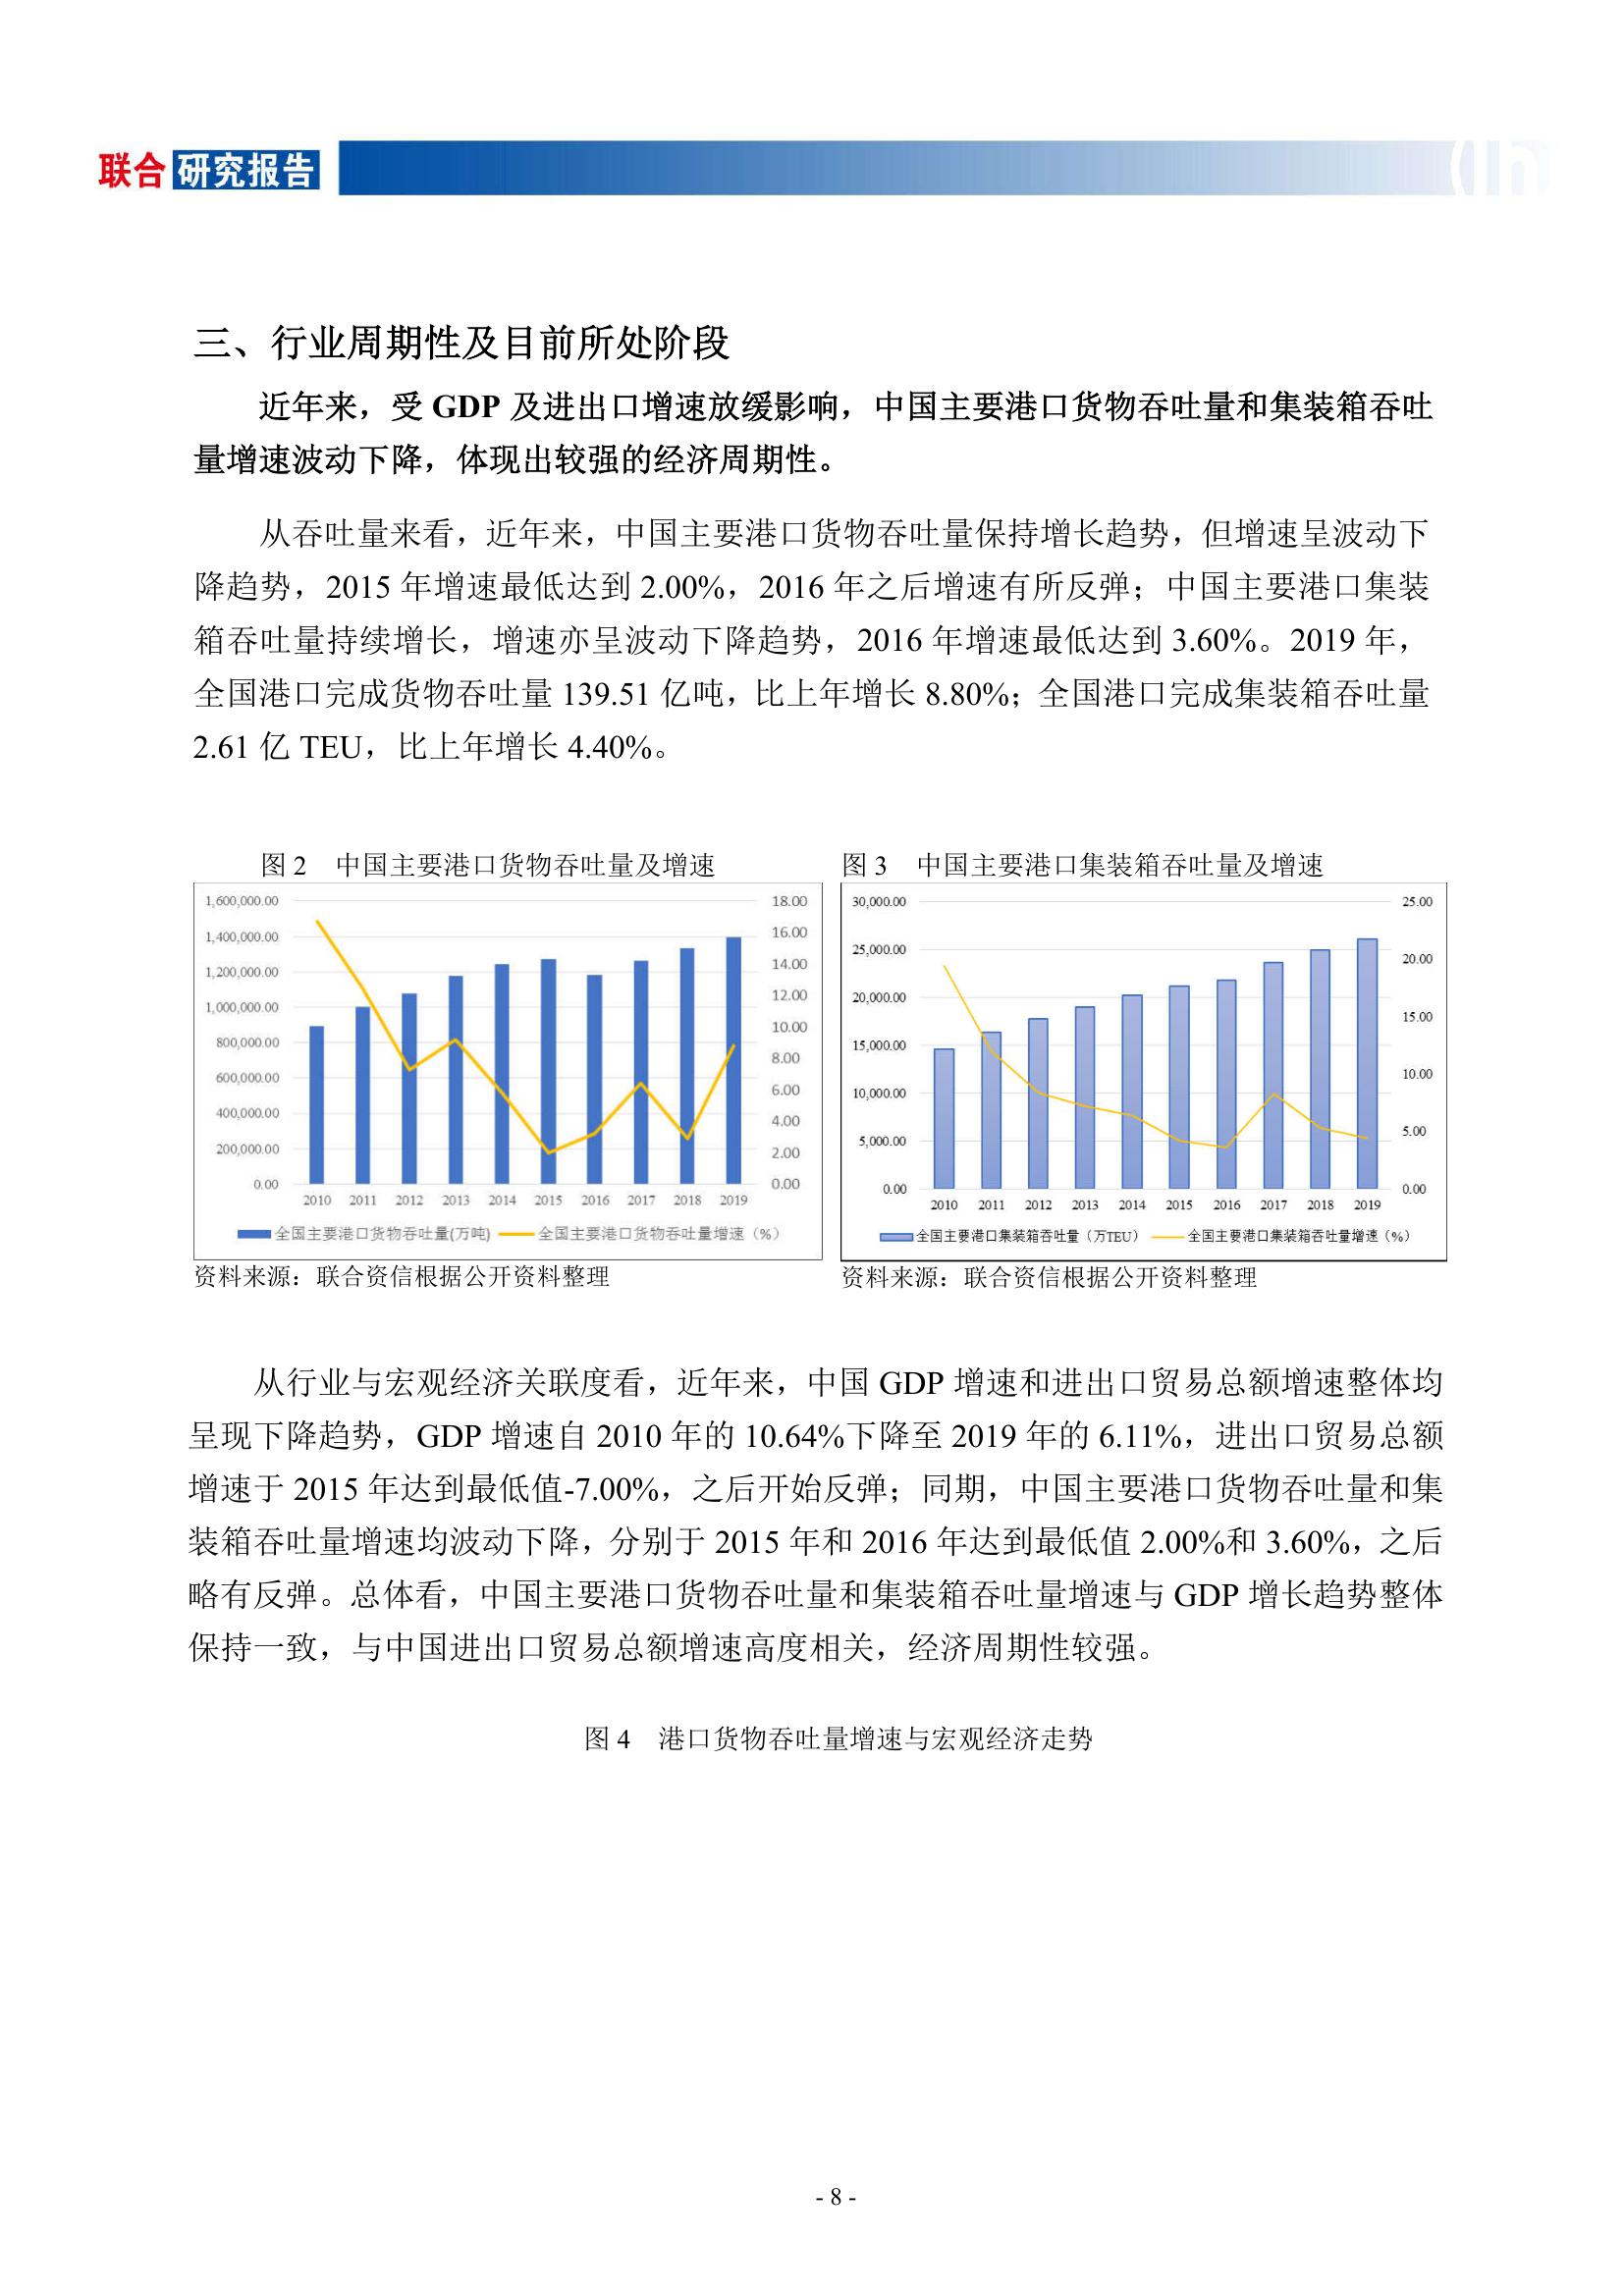 联合 研究报告
三、行业周期性及目前所处阶段
近年来，受 GDP 及进出口增速放缓影响，中国主要港口货物吞吐量和集装箱吞吐
量增速波动下降，体现出较强的经济周期性。
从吞吐量来看，近年来，中国主要港口货物吞吐量保持增长趋势，但增速呈波动下
降趋势，2015 年增速最低达到 2.00%，2016 年之后增速有所反弹；中国主要港口集装
箱吞吐量持续增长，增速亦呈波动下降趋势，2016 年增速最低达到 3.60%。2019 年，
全国港口完成货物吞吐量 139.51 亿吨，比上年增长 8.80%；全国港口完成集装箱吞吐量
2.61 亿 TEU，比上年增长 4.40%。
图 2 中国主要港口货物吞吐量及增速
1,600,000.00
1,400,000.00
1,200,000.00
1,000,000.00
800,000.00
600,000.00
400,000.00
200,000.00
0.00
18.00
16.00
14.00
12.00
10.00
8.00
6.00
4.00
2.00
0.00
2010 2011 2012 2013 2014 2015 2016 2017 2018 2019
全国主要港口货物吞吐量(万吨) 全国主要港口货物吞吐量增速（%）
资料来源：联合资信根据公开资料整理
图 3 中国主要港口集装箱吞吐量及增速
30,000.00
25,000.00
20,000.00
15,000.00
10,000.00
5,000.00
0.00
25.00
20.00
15.00
10.00
5.00
0.00
2010 2011 2012 2013 2014 2015 2016 2017 2018 2019
全国主要港口集装箱吞吐量（万TEU） 全国主要港口集装箱吞吐量增速（%）
资料来源：联合资信根据公开资料整理
从行业与宏观经济关联度看，近年来，中国 GDP 增速和进出口贸易总额增速整体均
呈现下降趋势，GDP 增速自 2010 年的 10.64%下降至 2019 年的 6.11%，进出口贸易总额
增速于 2015 年达到最低值-7.00%，之后开始反弹；同期，中国主要港口货物吞吐量和集
装箱吞吐量增速均波动下降，分别于 2015 年和 2016 年达到最低值 2.00%和 3.60%，之后
略有反弹。总体看，中国主要港口货物吞吐量和集装箱吞吐量增速与 GDP 增长趋势整体
保持一致，与中国进出口贸易总额增速高度相关，经济周期性较强。
图 4 港口货物吞吐量增速与宏观经济走势
- 8 -